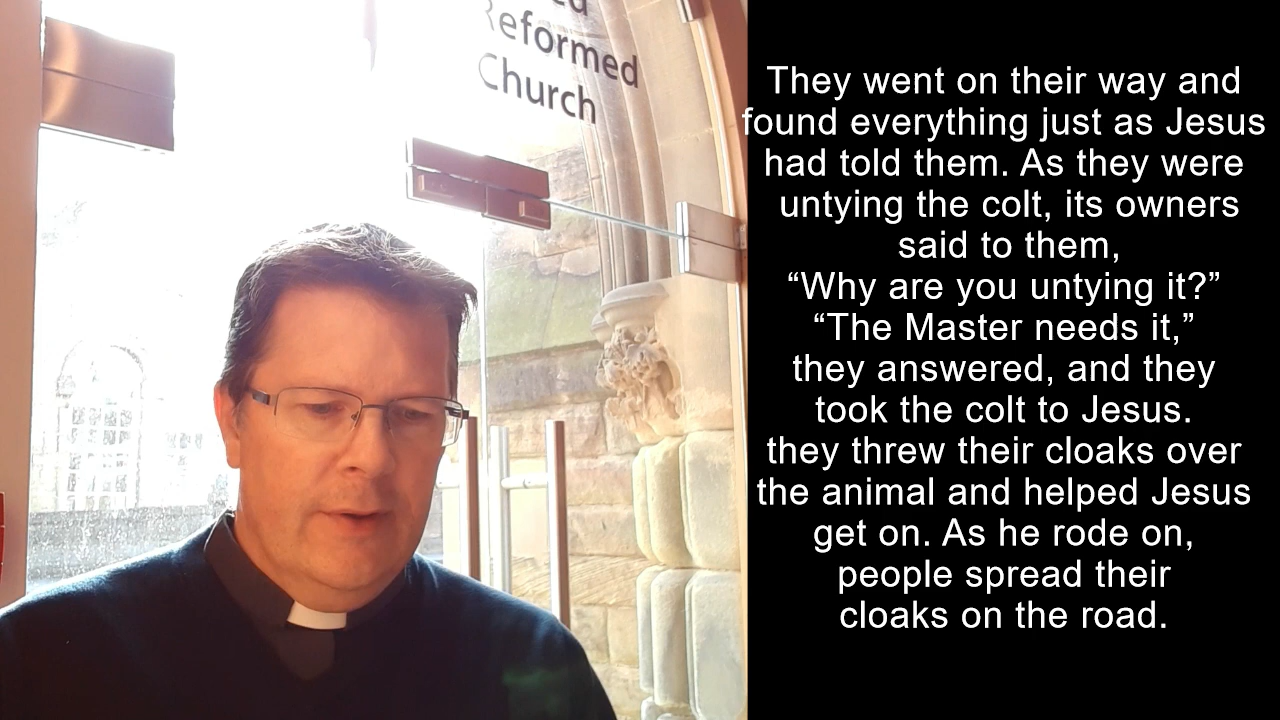 Reformed
Church
They went on their way and
found everything just as Jesus
had told them. As they were
untying the colt, its owners
said to them,
“Why are you untying it?”
“The Master needs it,”
they answered, and they
took the colt to Jesus.
they threw their cloaks over
the animal and helped Jesus
get on. As he rode on,
people spread their
cloaks on the road.